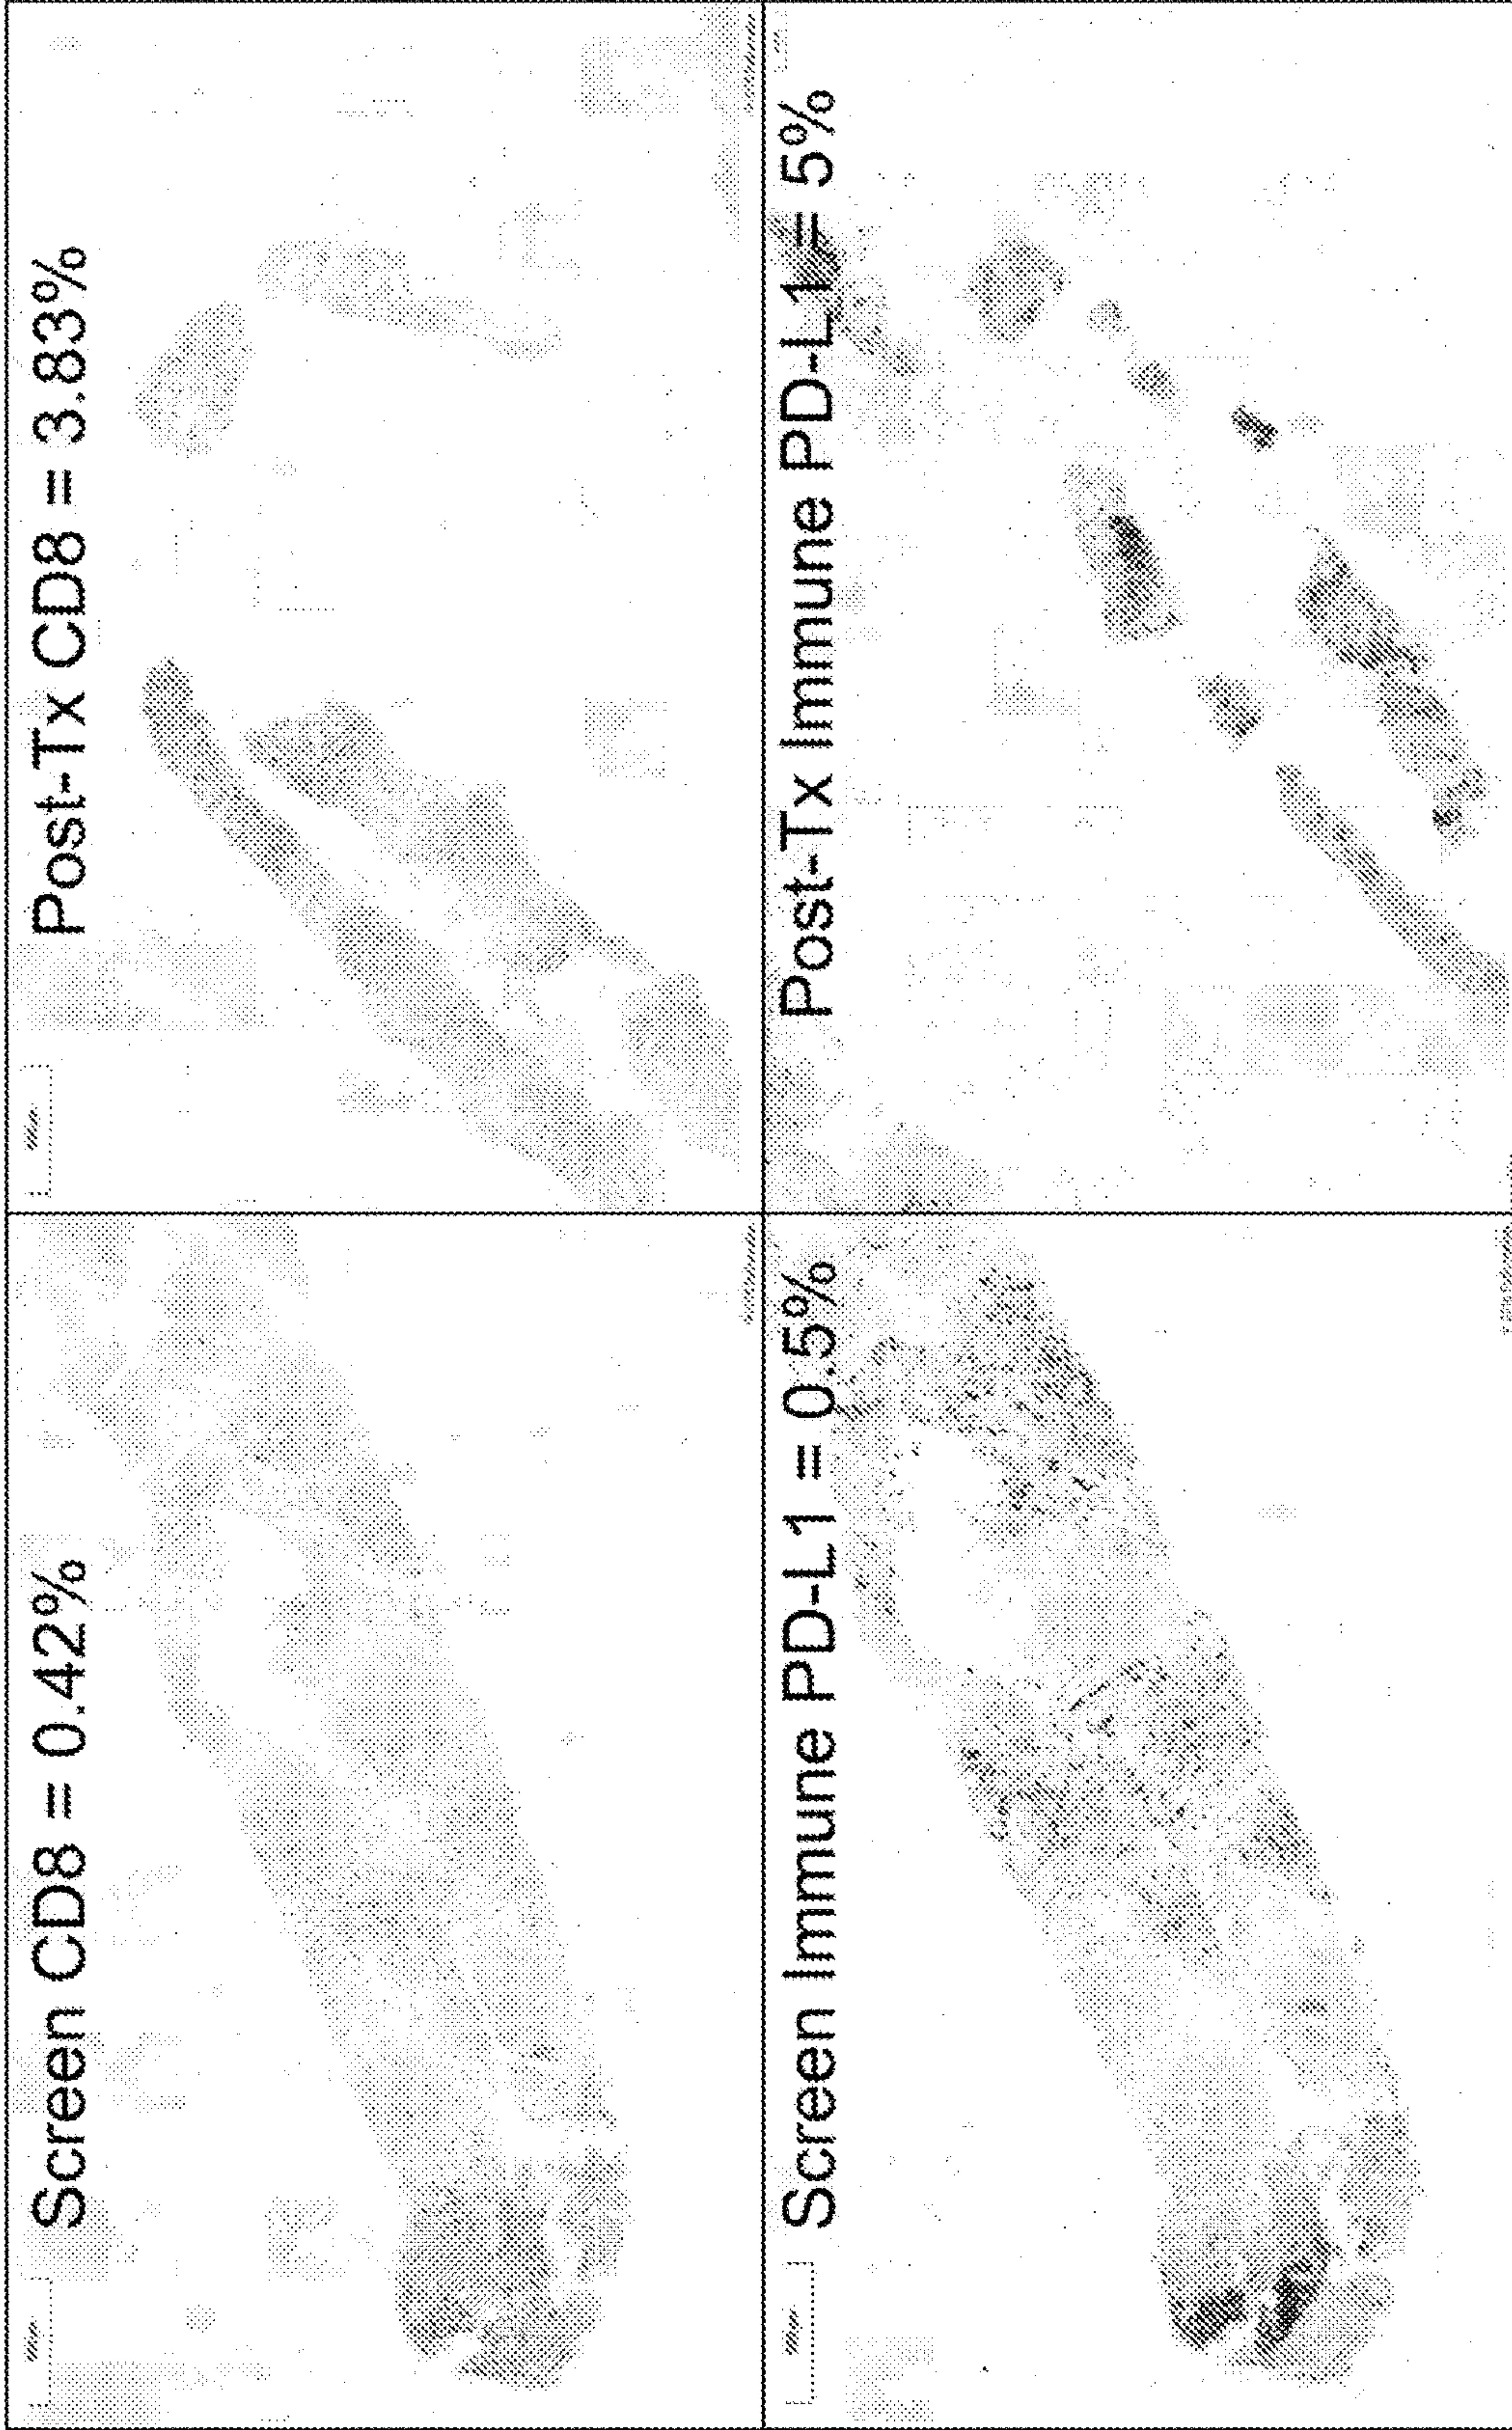 Screen CD8 = 0.42%
Post-Tx CD8 = 3.83%
Screen Immune PD-L1 = 0.5%
Post-Tx Immune PD-L1 = 5%